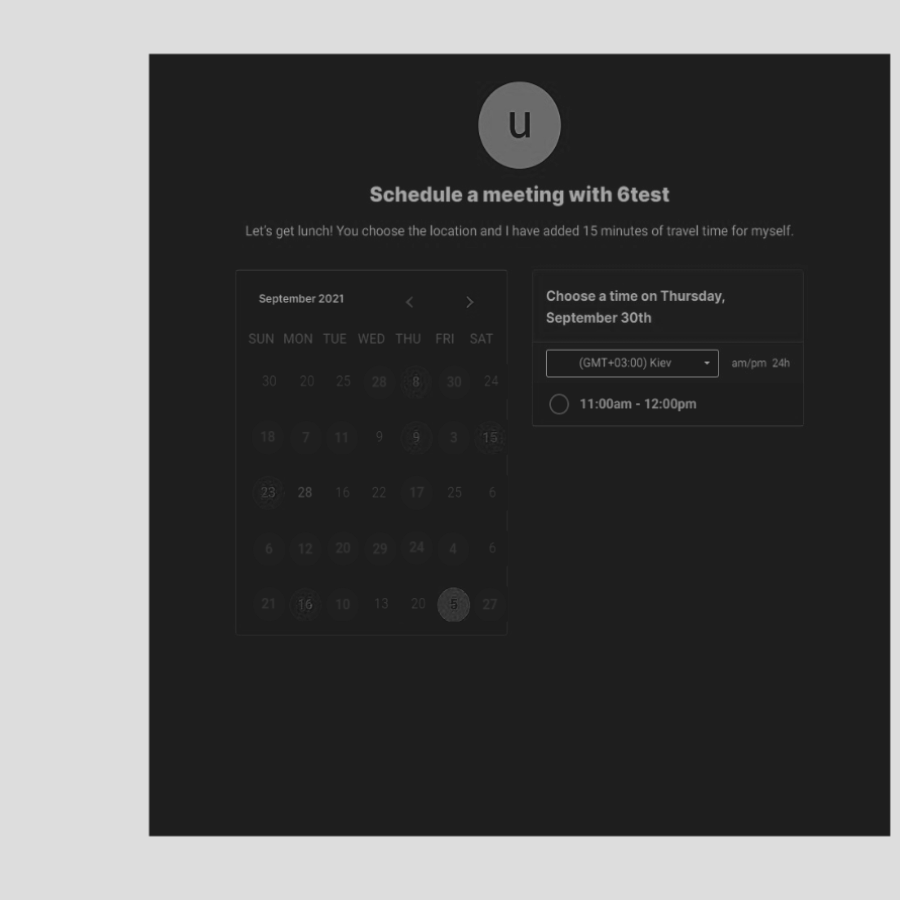 u
Schedule a meeting with 6test
Let's get lunch! You choose the location and I have added 15 minutes of travel time for myself.
September 2021
SUN MON TUE WED THU FRI SAT
30 20 25 28 8 30 24
18 7 11 9 9 3 15
23 28 16 22 17 25 6
6 12 20 29 24 4 6
21 16 10 13 20 5 27
Choose a time on Thursday,
September 30th
(GMT+03:00) Kiev am/pm 24h
11:00am - 12:00pm